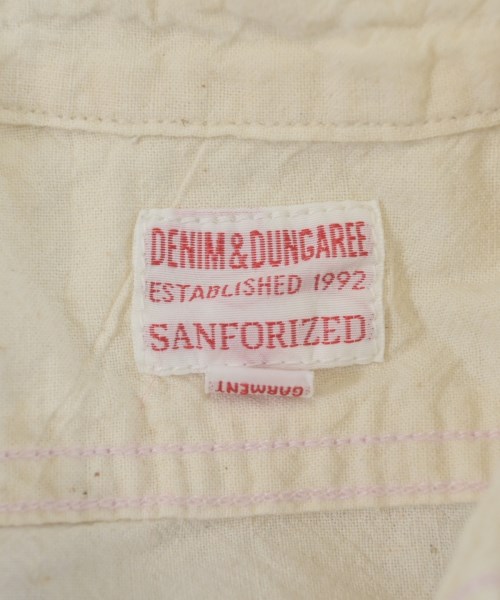 DENIM & DUNGAREE
ESTABLISHED 1992
SANFORIZED
GARMENT